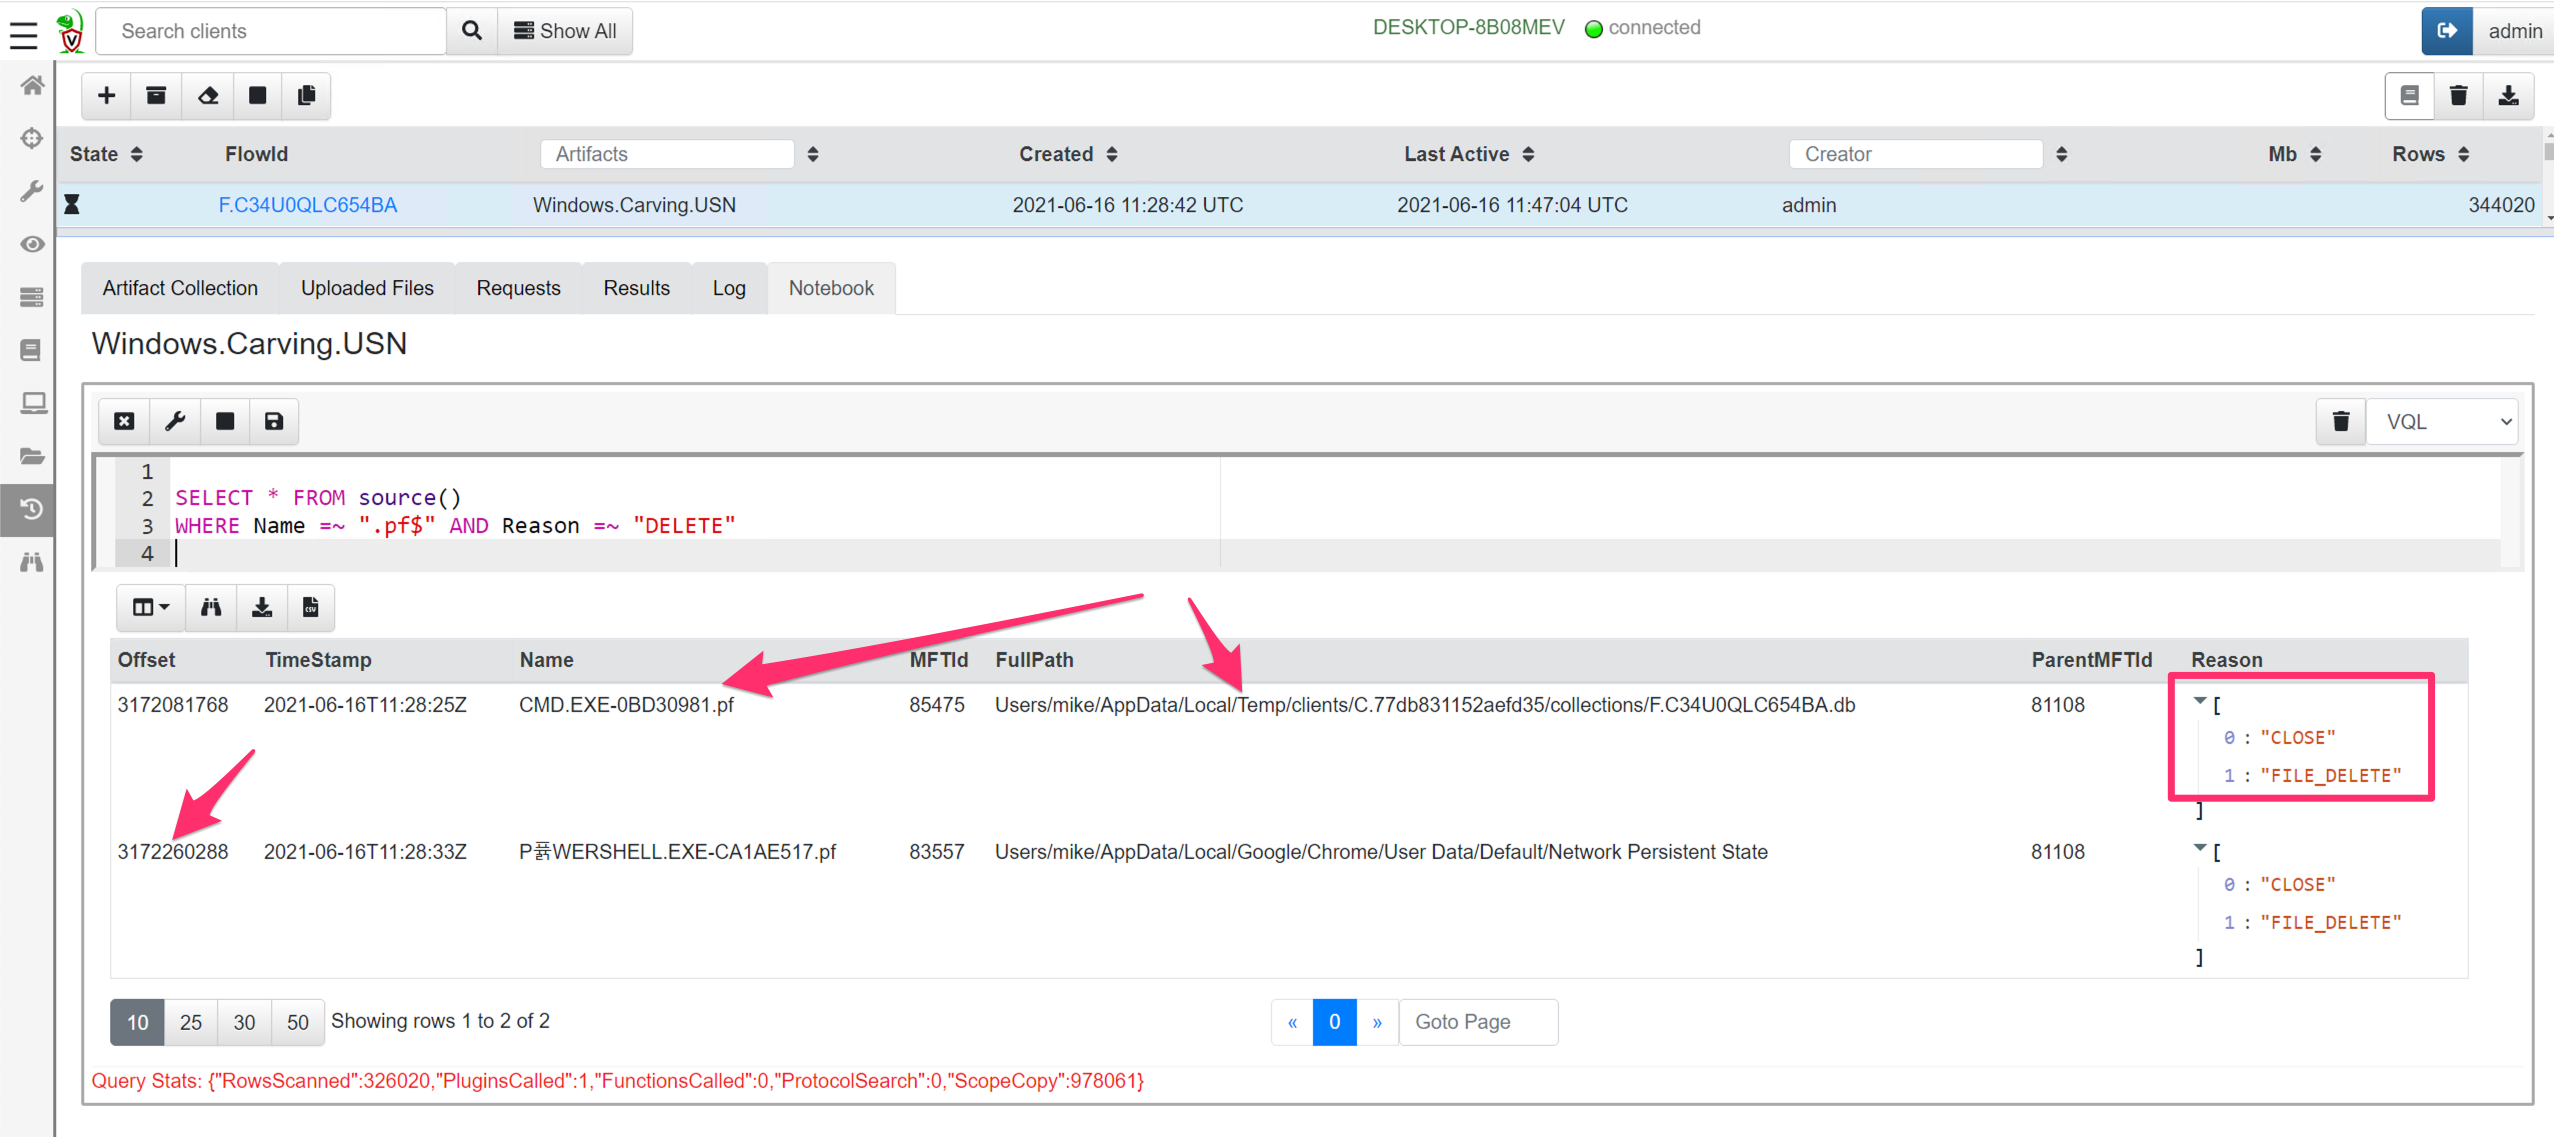 Search clients
Show All
DESKTOP-8B08MEV connected
admin
State FlowId Artifacts Created Last Active Creator Mb Rows
F.C34U0QLC654BA Windows.Carving.USN 2021-06-16 11:28:42 UTC 2021-06-16 11:47:04 UTC admin 344020
Artifact Collection Uploaded Files Requests Results Log Notebook
Windows.Carving.USN
VQL
1
2 SELECT * FROM source()
3 WHERE Name =~ ".pf$" AND Reason =~ "DELETE"
4
Offset TimeStamp Name MFTId FullPath ParentMFTId Reason
3172081768 2021-06-16T11:28:25Z CMD.EXE-0BD30981.pf 85475 Users/mike/AppData/Local/Temp/clients/C.77db831152aefd35/collections/F.C34U0QLC654BA.db 81108 [
0 : "CLOSE"
1 : "FILE_DELETE"
]
3172260288 2021-06-16T11:28:33Z P퓱WERSHELL.EXE-CA1AE517.pf 83557 Users/mike/AppData/Local/Google/Chrome/User Data/Default/Network Persistent State 81108 [
0 : "CLOSE"
1 : "FILE_DELETE"
]
10 25 30 50 Showing rows 1 to 2 of 2 « 0 » Goto Page
Query Stats: {"RowsScanned":326020,"PluginsCalled":1,"FunctionsCalled":0,"ProtocolSearch":0,"ScopeCopy":978061}